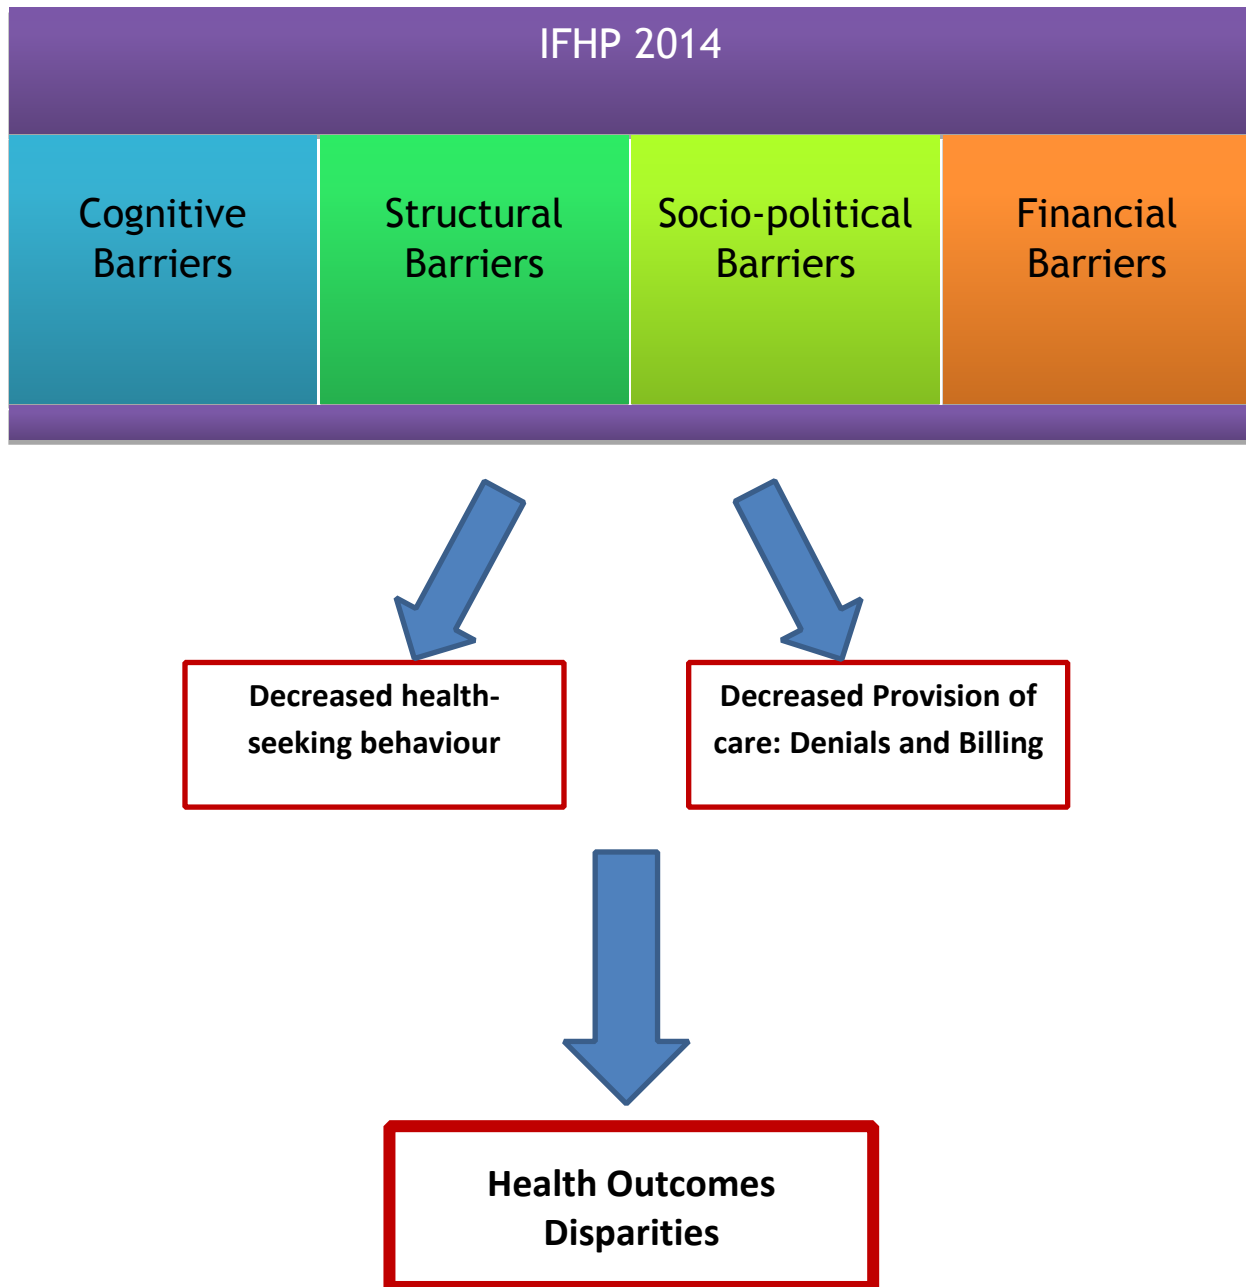 IFHP 2014
Cognitive
Barriers
Structural
Barriers
Socio-political
Barriers
Financial
Barriers
Decreased health-
seeking behaviour
Decreased Provision of
care: Denials and Billing
Health Outcomes
Disparities